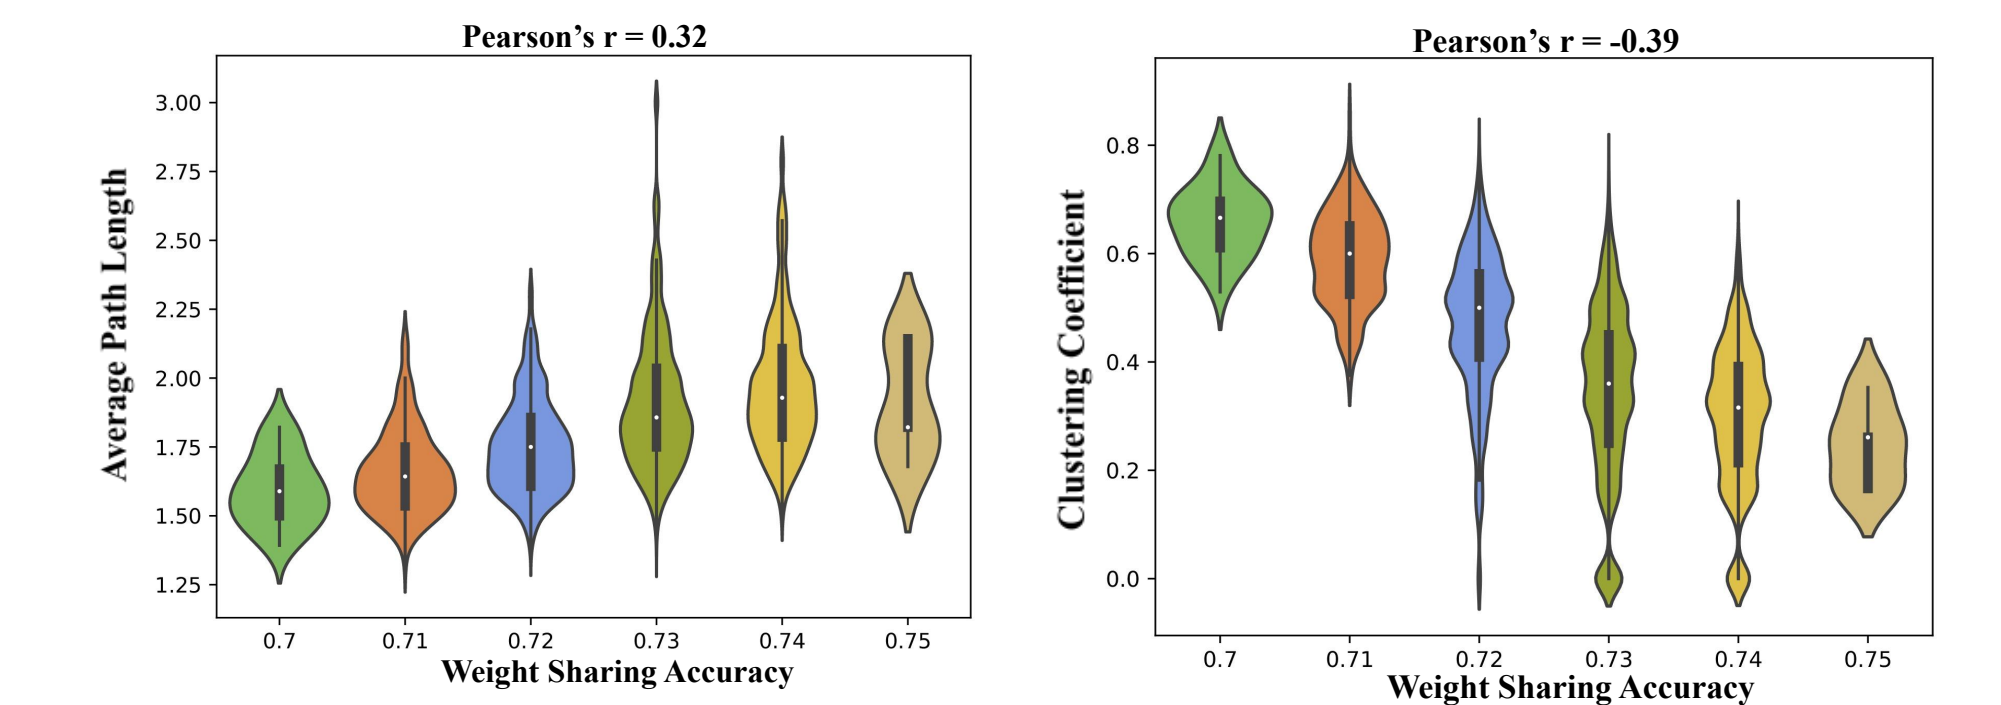 Pearson’s r = 0.32
Average Path Length
3.00
2.75
2.50
2.25
2.00
1.75
1.50
1.25
0.7 0.71 0.72 0.73 0.74 0.75
Weight Sharing Accuracy
Pearson’s r = -0.39
Clustering Coefficient
0.8
0.6
0.4
0.2
0.0
0.7 0.71 0.72 0.73 0.74 0.75
Weight Sharing Accuracy